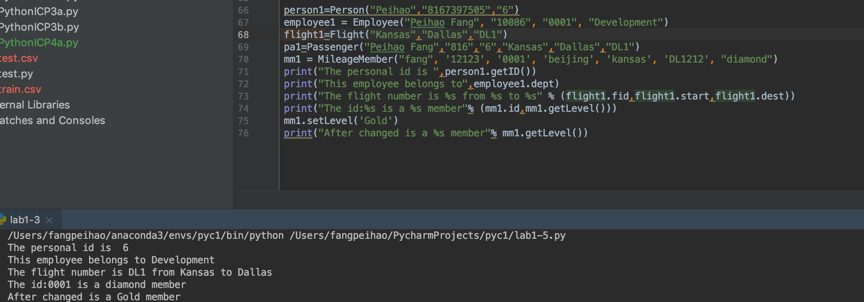 PythonICP3a.py
PythonICP3b.py
PythonICP4a.py
test.csv
test.py
train.csv
ernal Libraries
atches and Consoles
66 person1=Person("Peihao","8167397505","6")
67 employee1 = Employee("Peihao Fang", "10086", "0001", "Development")
68 flight1=Flight("Kansas","Dallas","DL1")
69 pa1=Passenger("Peihao Fang","816","6","Kansas","Dallas","DL1")
70 mm1 = MileageMember("fang", '12123', '0001', 'beijing', 'kansas', 'DL1212', "diamond")
71 print("The personal id is ",person1.getID())
72 print("This employee belongs to",employee1.dept)
73 print("The flight number is %s from %s to %s" % (flight1.fid,flight1.start,flight1.dest))
74 print("The id:%s is a %s member"% (mm1.id,mm1.getLevel()))
75 mm1.setLevel('Gold')
76 print("After changed is a %s member"% mm1.getLevel())
lab1-3 ×
/Users/fangpeihao/anaconda3/envs/pyc1/bin/python /Users/fangpeihao/PycharmProjects/pyc1/lab1-5.py
The personal id is  6
This employee belongs to Development
The flight number is DL1 from Kansas to Dallas
The id:0001 is a diamond member
After changed is a Gold member